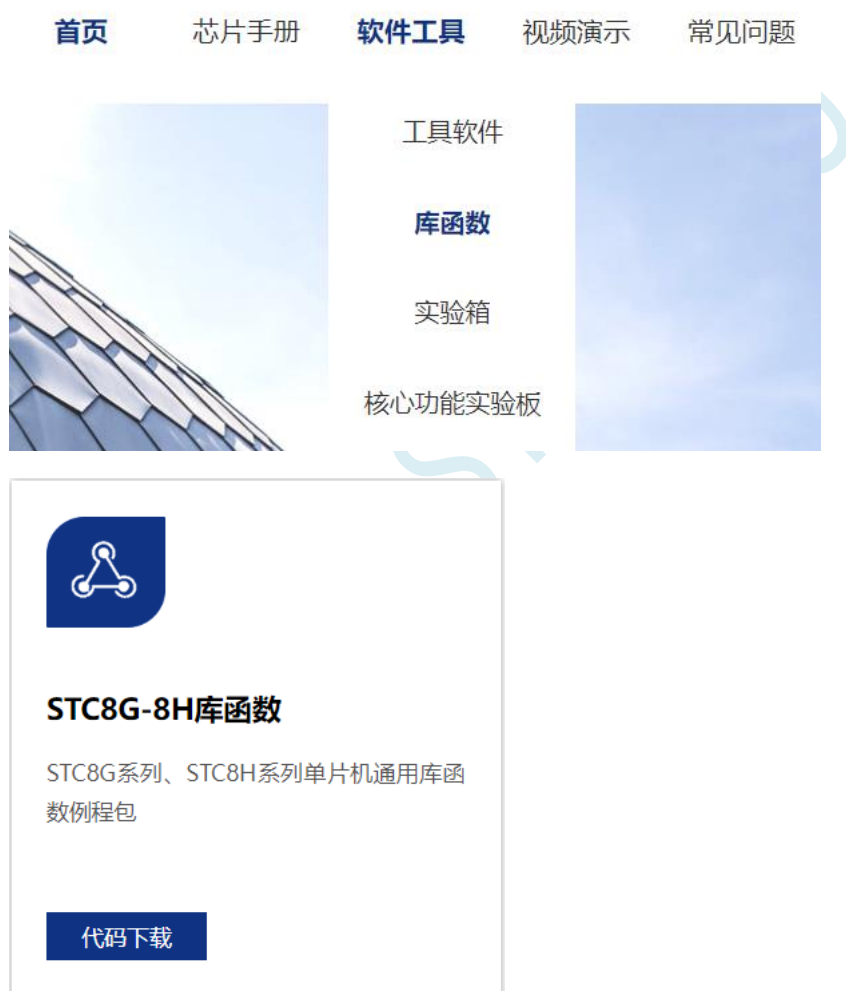 首页 芯片手册 软件工具 视频演示 常见问题
工具软件
库函数
实验箱
核心功能实验板
STC8G-8H库函数
STC8G系列、STC8H系列单片机通用库函
数例程包
代码下载